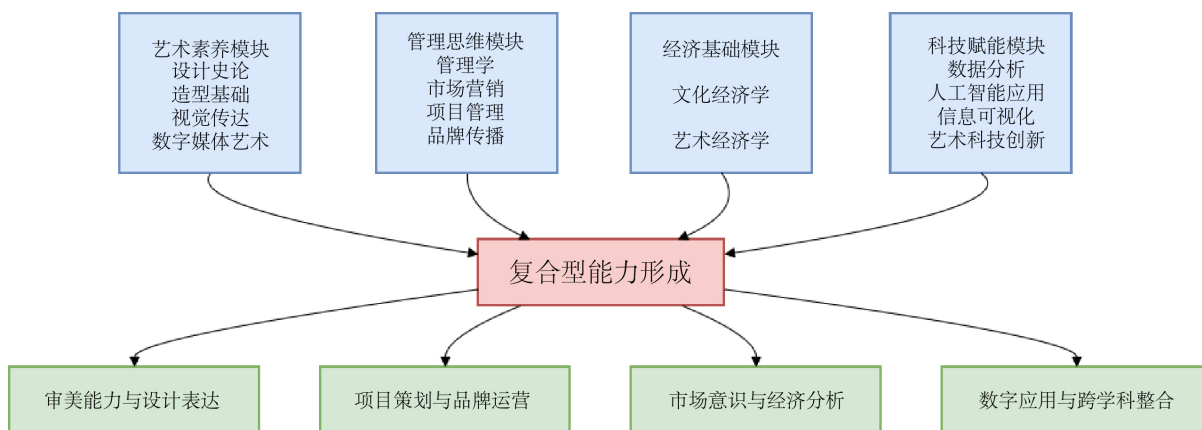 艺术素养模块
设计史论
造型基础
视觉传达
数字媒体艺术
管理思维模块
管理学
市场营销
项目管理
品牌传播
经济基础模块
文化经济学
艺术经济学
科技赋能模块
数据分析
人工智能应用
信息可视化
艺术科技创新
复合型能力形成
审美能力与设计表达
项目策划与品牌运营
市场意识与经济分析
数字应用与跨学科整合